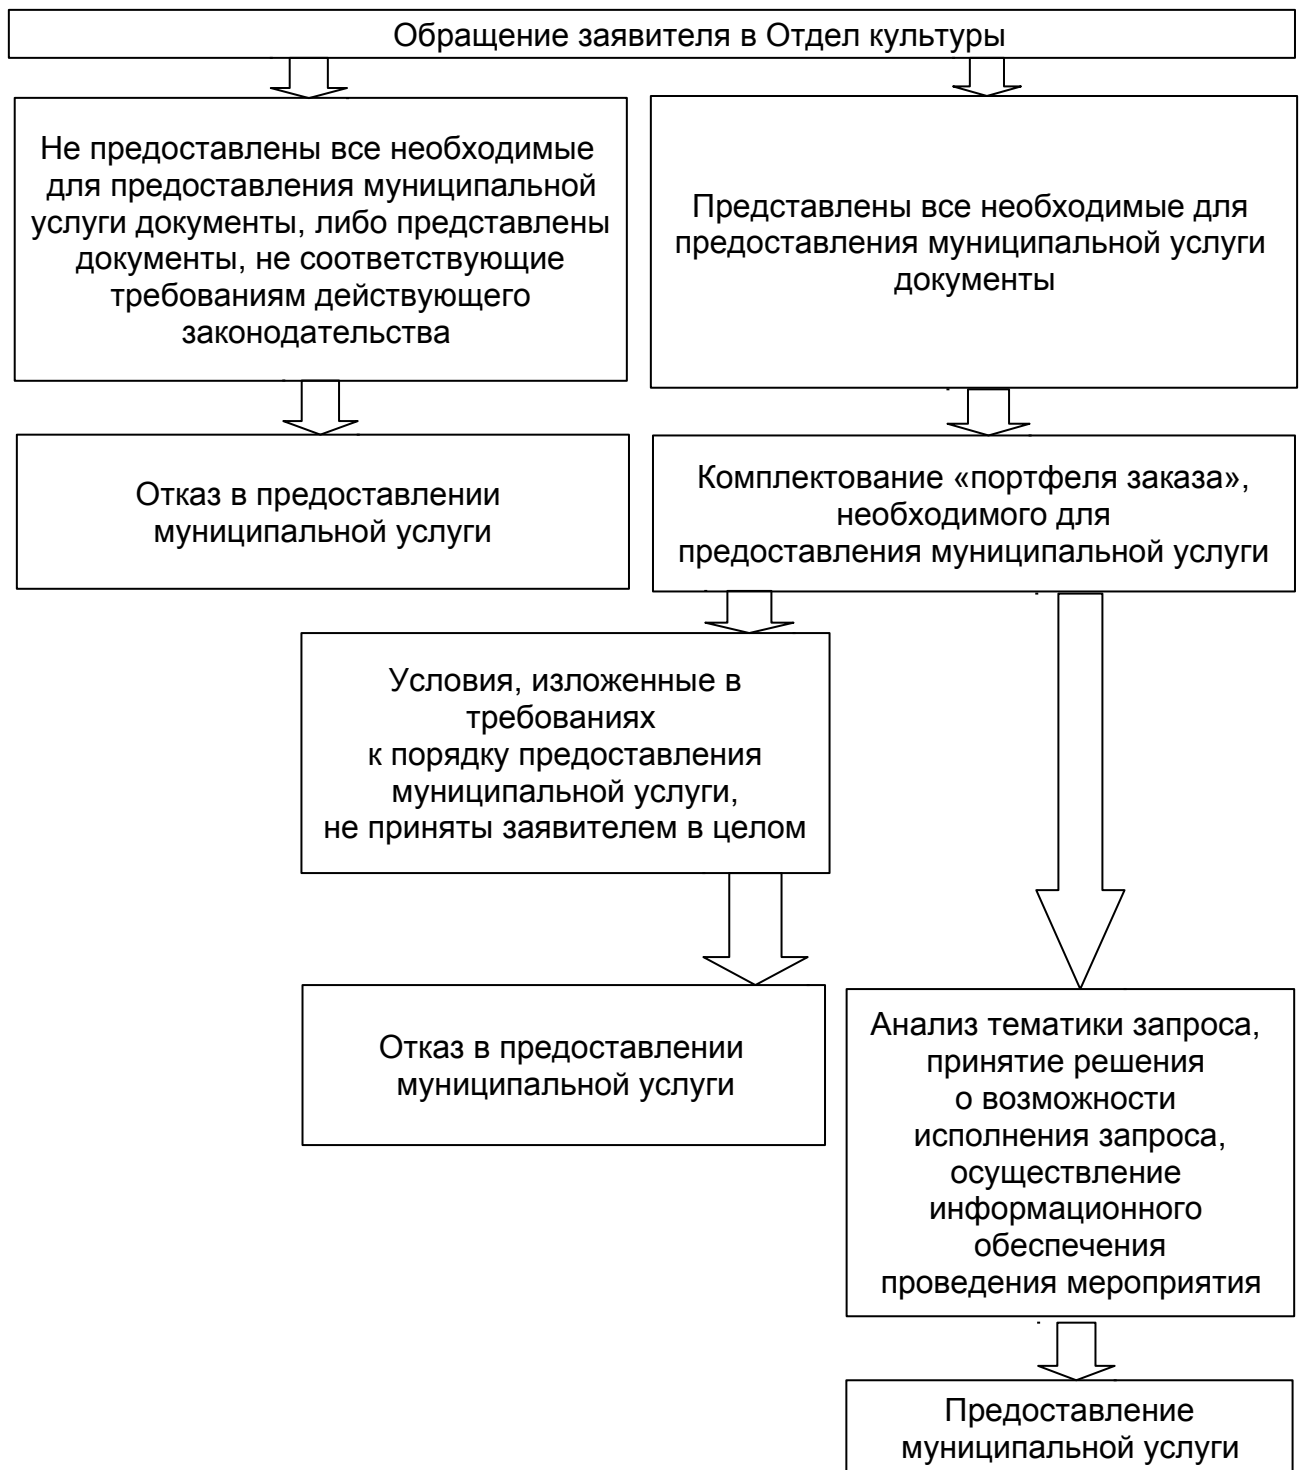 Обращение заявителя в Отдел культуры
Не предоставлены все необходимые
для предоставления муниципальной
услуги документы, либо представлены
документы, не соответствующие
требованиям действующего
законодательства
Представлены все необходимые для
предоставления муниципальной услуги
документы
Отказ в предоставлении
муниципальной услуги
Комплектование «портфеля заказа»,
необходимого для
предоставления муниципальной услуги
Условия, изложенные в
требованиях
к порядку предоставления
муниципальной услуги,
не приняты заявителем в целом
Отказ в предоставлении
муниципальной услуги
Анализ тематики запроса,
принятие решения
о возможности
исполнения запроса,
осуществление
информационного
обеспечения
проведения мероприятия
Предоставление
муниципальной услуги